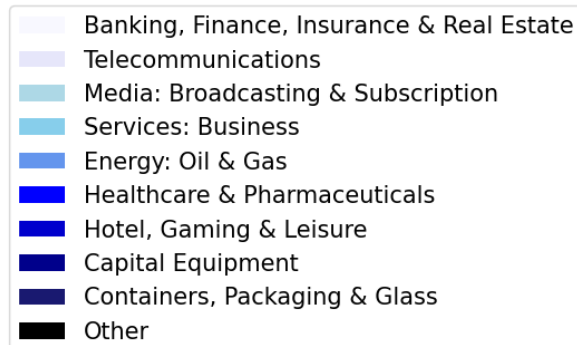 Banking, Finance, Insurance & Real Estate
Telecommunications
Media: Broadcasting & Subscription
Services: Business
Energy: Oil & Gas
Healthcare & Pharmaceuticals
Hotel, Gaming & Leisure
Capital Equipment
Containers, Packaging & Glass
Other